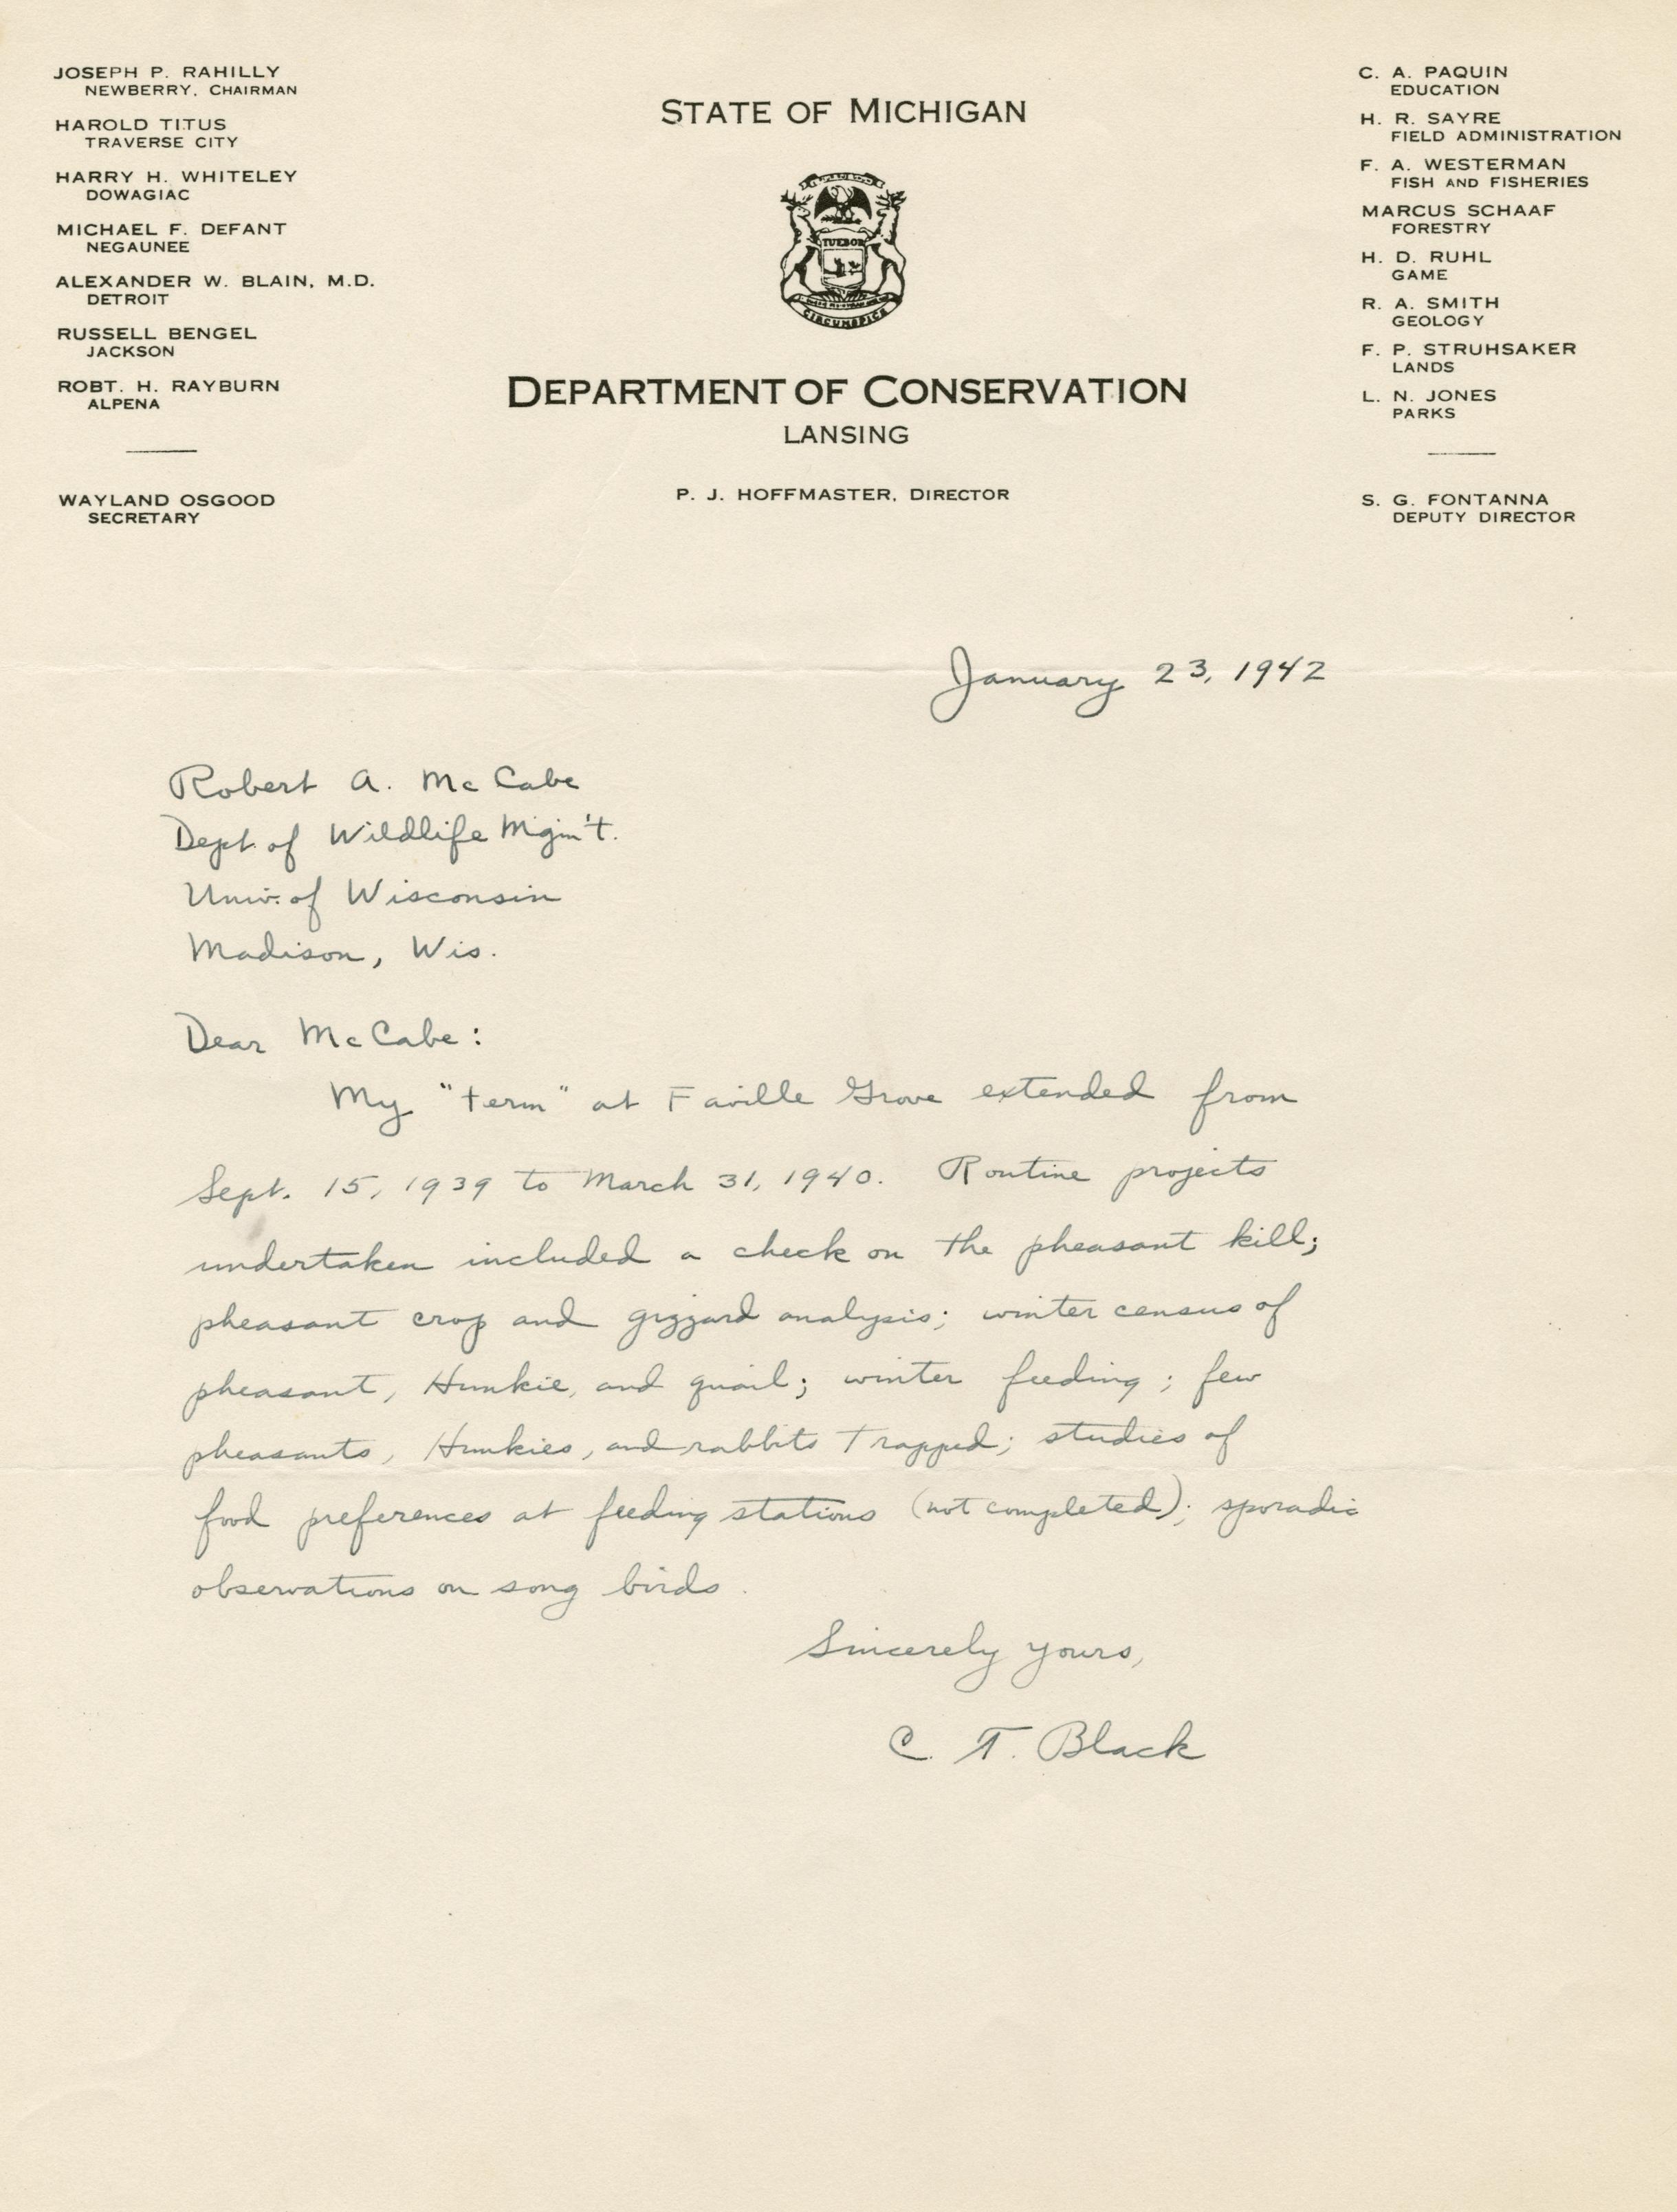 JOSEPH P. RAHILLY
NEWBERRY, CHAIRMAN
HAROLD TITUS
TRAVERSE CITY
HARRY H. WHITELEY
DOWAGIAC
MICHAEL F. DEFANT
NEGAUNEE
ALEXANDER W. BLAIN, M.D.
DETROIT
RUSSELL BENGEL
JACKSON
ROBT. H. RAYBURN
ALPENA
WAYLAND OSGOOD
SECRETARY
STATE OF MICHIGAN
TUEBOR
CIRCUMSPICE
DEPARTMENT OF CONSERVATION
LANSING
P. J. HOFFMASTER, DIRECTOR
C. A. PAQUIN
EDUCATION
H. R. SAYRE
FIELD ADMINISTRATION
F. A. WESTERMAN
FISH AND FISHERIES
MARCUS SCHAAF
FORESTRY
H. D. RUHL
GAME
R. A. SMITH
GEOLOGY
F. P. STRUHSAKER
LANDS
L. N. JONES
PARKS
S. G. FONTANNA
DEPUTY DIRECTOR
January 23, 1942
Robert A. McCabe
Dept. of Wildlife Mgm't.
Univ. of Wisconsin
Madison, Wis.
Dear McCabe:
My "term" at Faville Grove extended from
Sept. 15, 1939 to March 31, 1940. Routine projects
undertaken included a check on the pheasant kill;
pheasant crop and gizzard analysis; winter census of
pheasant, Hunkie, and quail; winter feeding; few
pheasants, Hunkies, and rabbits trapped; studies of
food preferences at feeding stations (not completed); sporadic
observations on song birds.
Sincerely yours,
C. T. Black